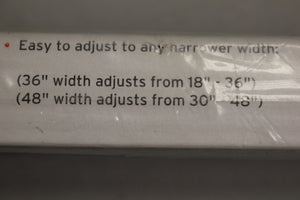 • Easy to adjust to any narrower width:
(36" width adjusts from 18" - 36")
(48" width adjusts from 30" - 48")